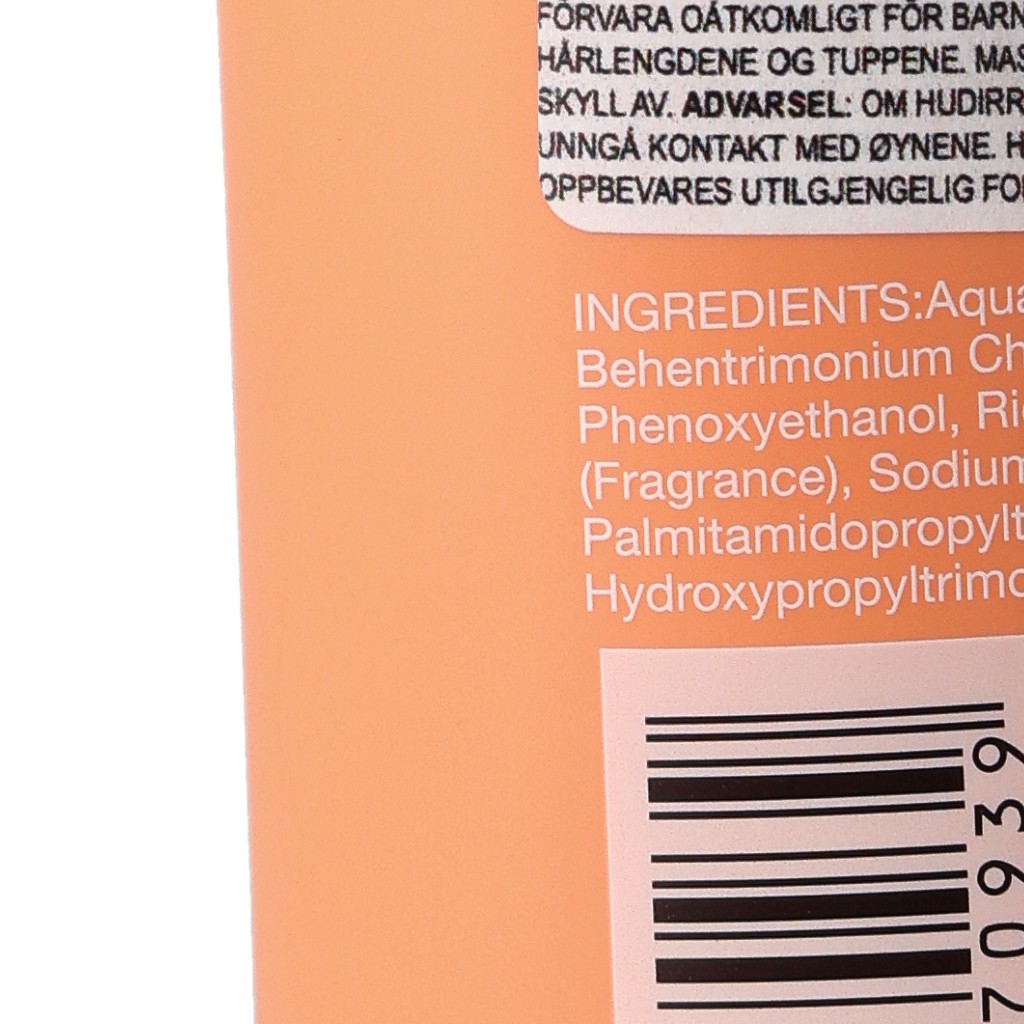 FÖRVARA OÅTKOMLIGT FÖR BARN
HÅRLENGDENE OG TUPPENE. MAS
SKYLL AV. ADVARSEL: OM HUDIRR
UNNGÅ KONTAKT MED ØYNENE. H
OPPBEVARES UTILGJENGELIG FO
INGREDIENTS:Aqua
Behentrimonium Ch
Phenoxyethanol, Ri
(Fragrance), Sodium
Palmitamidopropylt
Hydroxypropyltrimo
70939